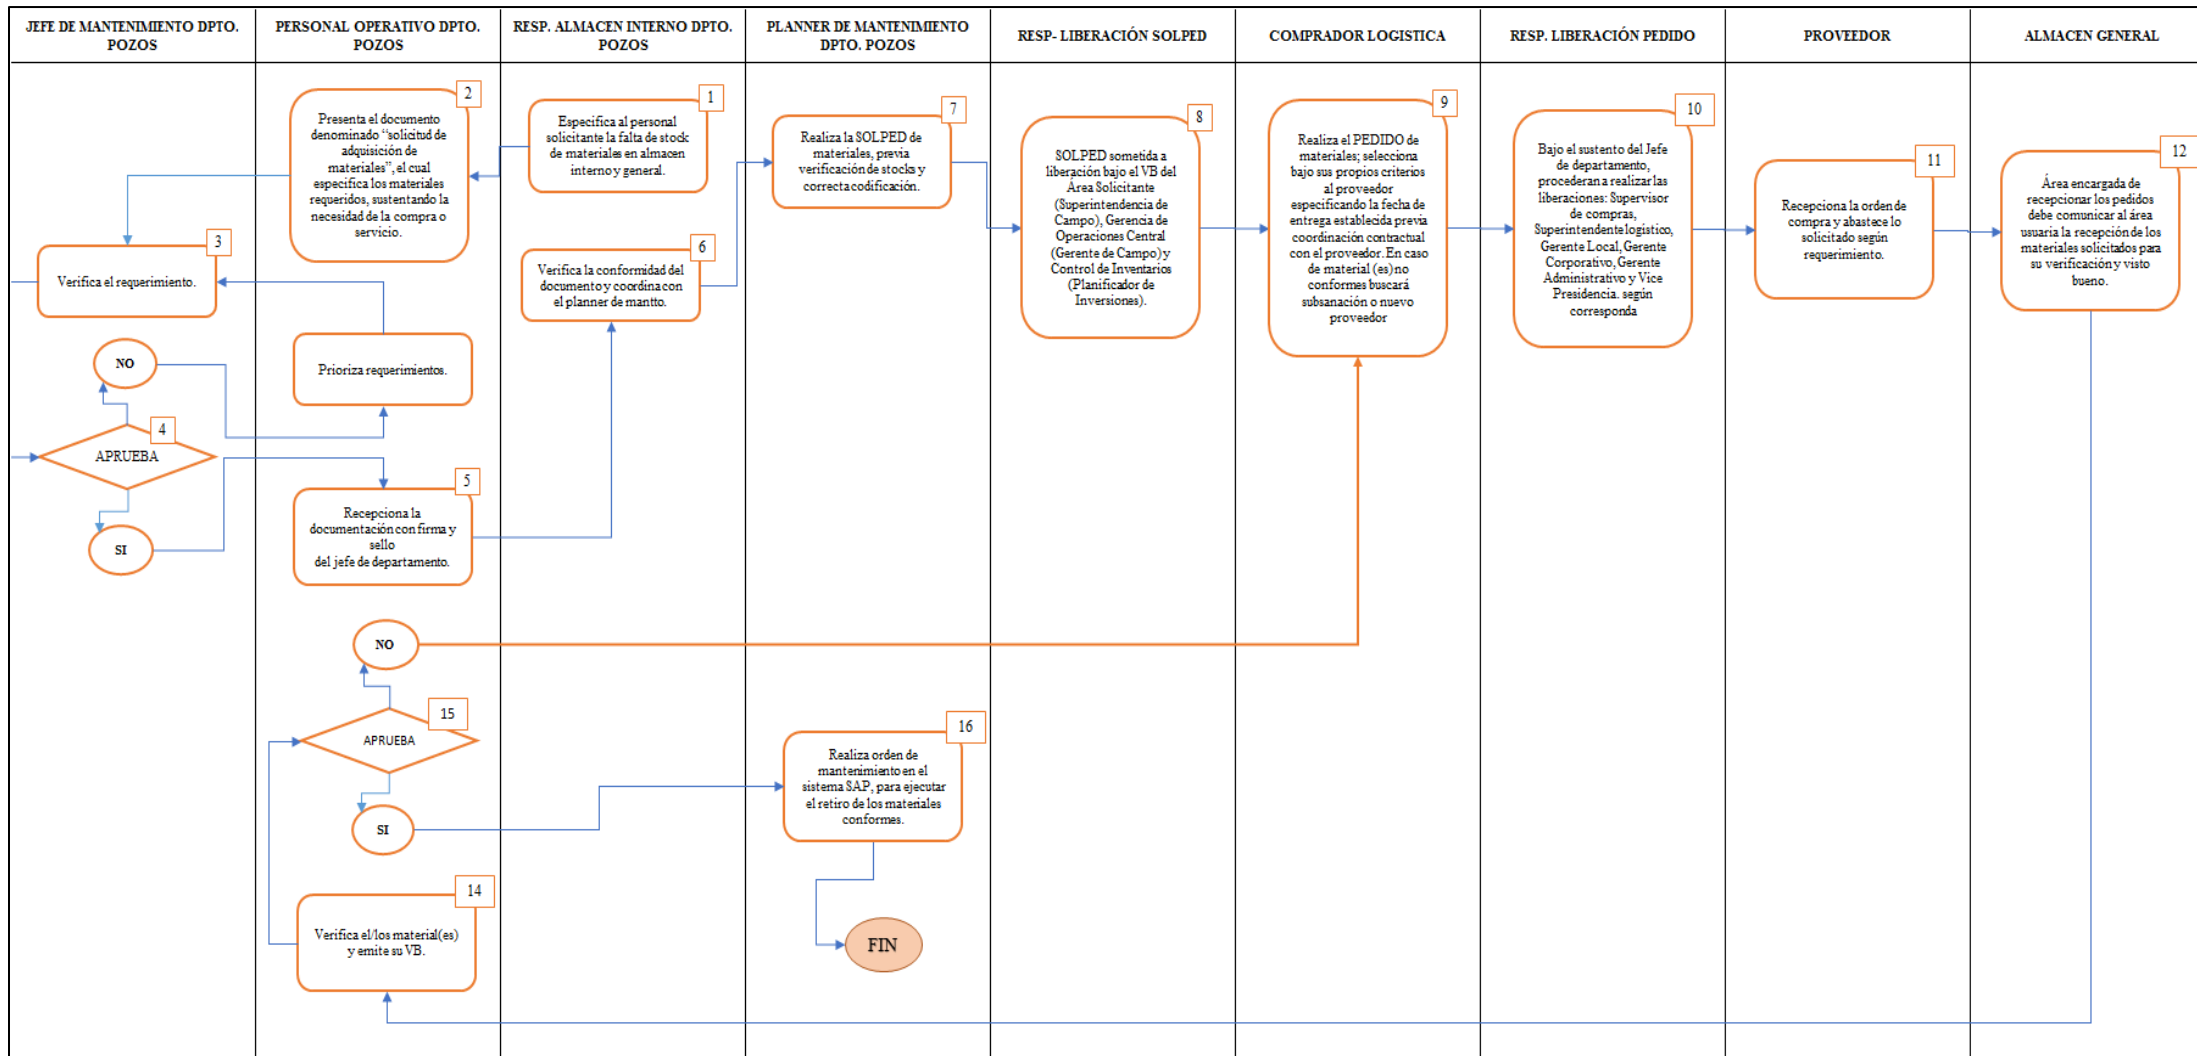 JEFE DE MANTENIMIENTO DPTO.
POZOS
PERSONAL OPERATIVO DPTO.
POZOS
RESP. ALMACEN INTERNO DPTO.
POZOS
PLANNER DE MANTENIMIENTO
DPTO. POZOS
RESP- LIBERACIÓN SOLPED
COMPRADOR LOGISTICA
RESP. LIBERACIÓN PEDIDO
PROVEEDOR
ALMACEN GENERAL
1
Especifica al personal
solicitante la falta de stock
de materiales en almacen
interno y general.
2
Presenta el documento
denominado “solicitud de
adquisición de
materiales”, el cual
especifica los materiales
requeridos, sustentando la
necesidad de la compra o
servicio.
3
Verifica el requerimiento.
NO
Prioriza requerimientos.
4
APRUEBA
SI
5
Recepciona la
documentación con firma y
sello
del jefe de departamento.
6
Verifica la conformidad del
documento y coordina con
el planner de mantto.
7
Realiza la SOLPED de
materiales, previa
verificación de stocks y
correcta codificación.
8
SOLPED sometida a
liberación bajo el VB del
Área Solicitante
(Superintendencia de
Campo), Gerencia de
Operaciones Central
(Gerente de Campo) y
Control de Inventarios
(Planificador de
Inversiones).
9
Realiza el PEDIDO de
materiales; selecciona
bajo sus propios criterios
al proveedor
especificando la fecha de
entrega establecida previa
coordinación contractual
con el proveedor. En caso
de material (es) no
conformes buscará
subsanación o nuevo
proveedor
10
Bajo el sustento del Jefe
de departamento,
procederan a realizar las
liberaciones: Supervisor
de compras,
Superintendente logístico,
Gerente Local, Gerente
Corporativo, Gerente
Administrativo y Vice
Presidencia. según
corresponda
11
Recepciona la orden de
compra y abastece lo
solicitado según
requerimiento.
12
Área encargada de
recepcionar los pedidos
debe comunicar al área
usuaria la recepción de los
materiales solicitados para
su verificación y visto
bueno.
NO
15
APRUEBA
SI
14
Verifica el/los material(es)
y emite su VB.
16
Realiza orden de
mantenimiento en el
sistema SAP, para ejecutar
el retiro de los materiales
conformes.
FIN